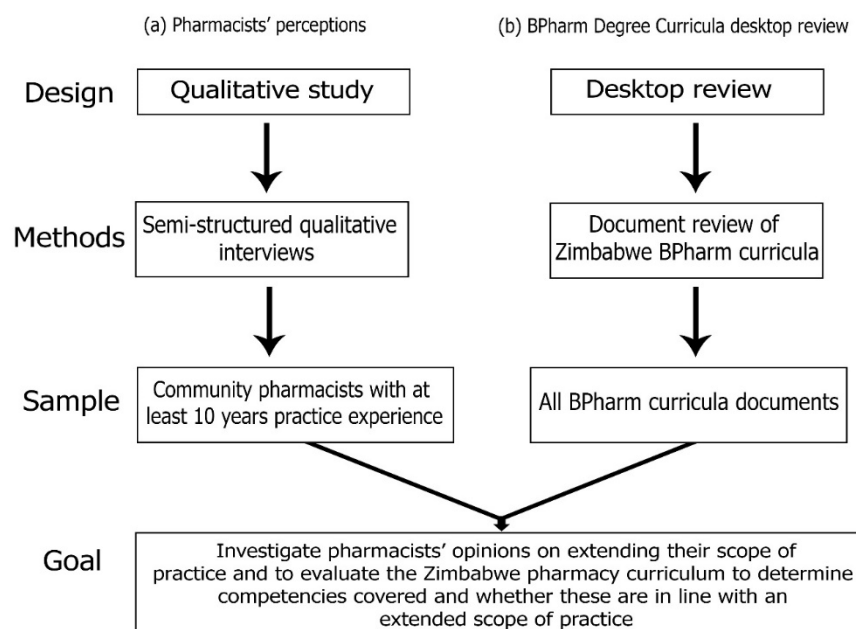 (a) Pharmacists’ perceptions
(b) BPharm Degree Curricula desktop review
Design
Qualitative study
Desktop review
Methods
Semi-structured qualitative
interviews
Document review of
Zimbabwe BPharm curricula
Sample
Community pharmacists with at
least 10 years practice experience
All BPharm curricula documents
Goal
Investigate pharmacists’ opinions on extending their scope of
practice and to evaluate the Zimbabwe pharmacy curriculum to determine
competencies covered and whether these are in line with an
extended scope of practice